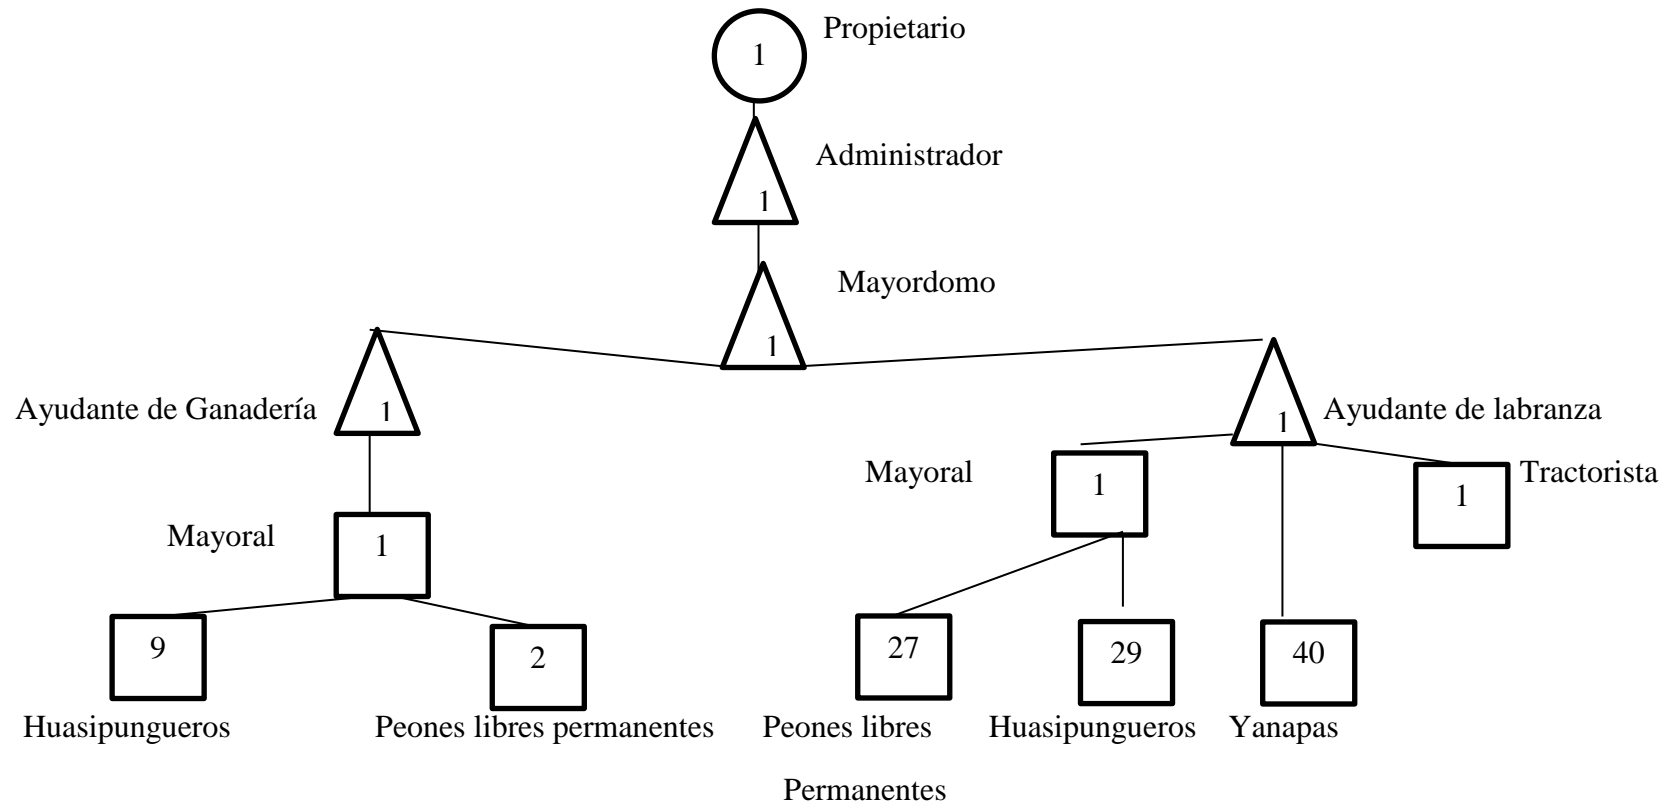 Propietario
1
Administrador
1
Mayordomo
1
Ayudante de Ganadería
1
Ayudante de labranza
1
Mayoral
1
Tractorista
1
Mayoral
1
9
2
27
29
40
Huasipungueros
Peones libres permanentes
Peones libres
Huasipungueros
Yanapas
Permanentes